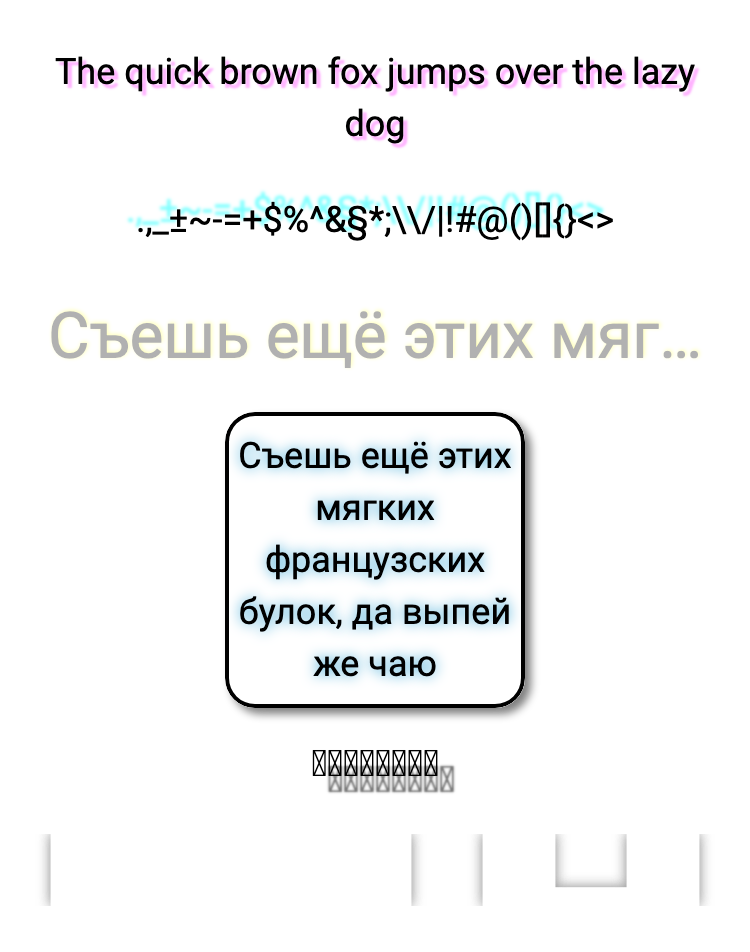 The quick brown fox jumps over the lazy
dog
.,_±~-=+$%^&§*;\\/|!#@()[]{}<>
Съешь ещё этих мяг…
Съешь ещё этих
мягких
французских
булок, да выпей
же чаю